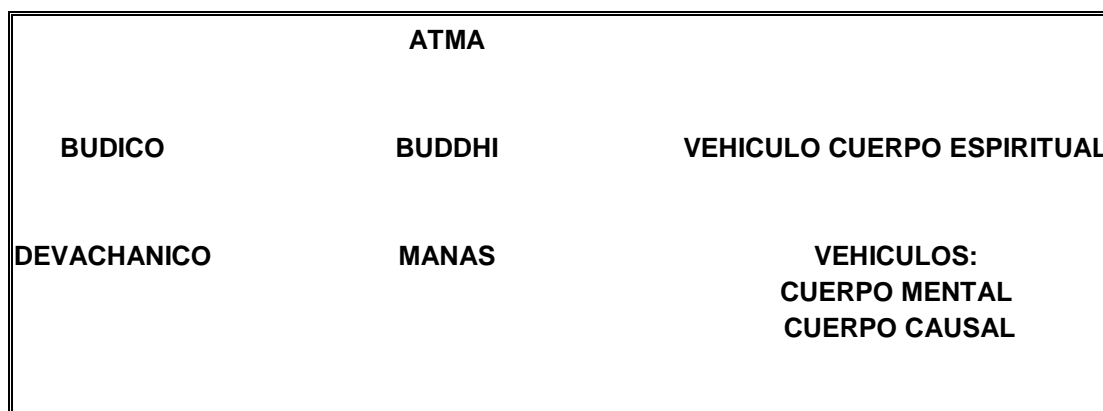 ATMA
BUDICO BUDDHI VEHICULO CUERPO ESPIRITUAL
DEVACHANICO MANAS VEHICULOS:
CUERPO MENTAL
CUERPO CAUSAL